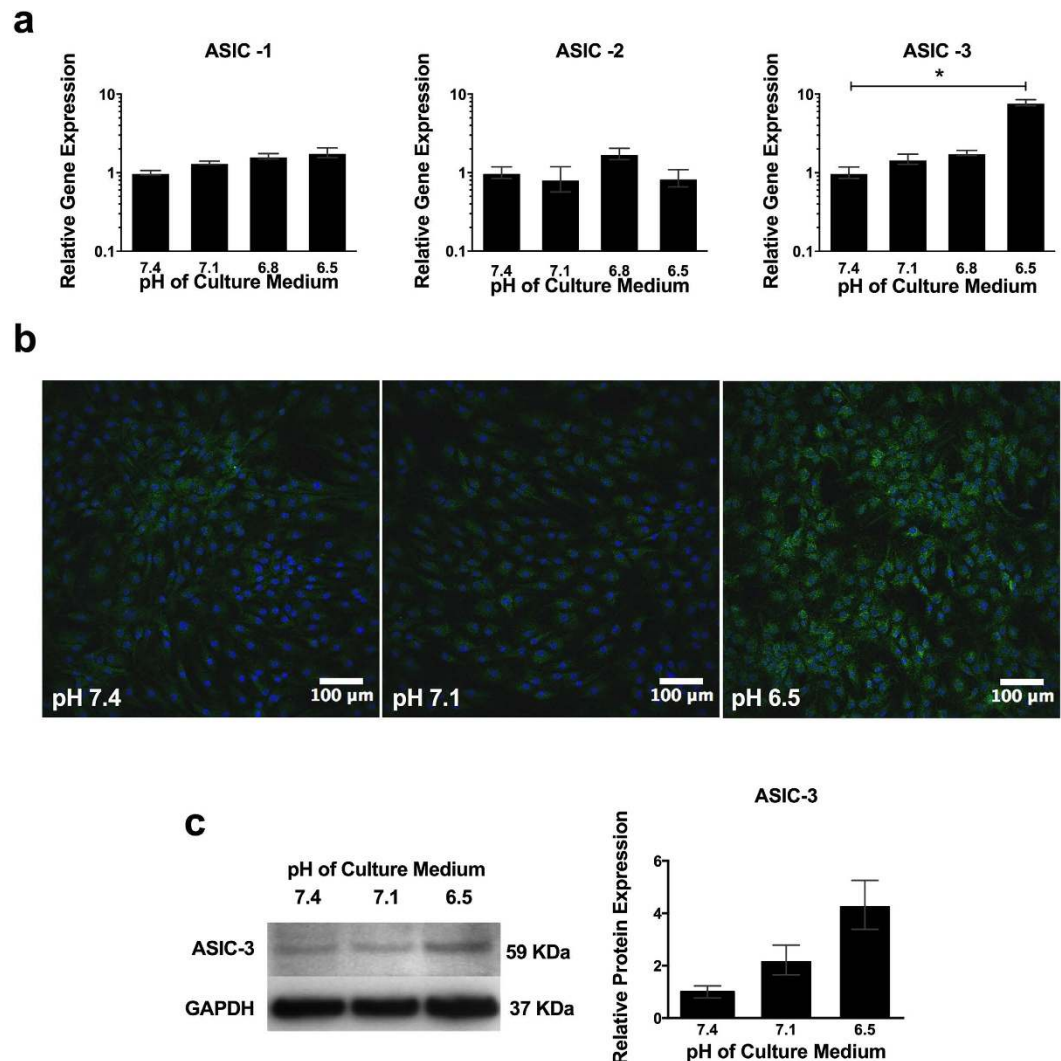 a
ASIC -1
Relative Gene Expression
10
1
0.1
7.4 7.1 6.8 6.5
pH of Culture Medium
ASIC -2
Relative Gene Expression
10
1
0.1
7.4 7.1 6.8 6.5
pH of Culture Medium
ASIC -3
*
Relative Gene Expression
10
1
0.1
7.4 7.1 6.8 6.5
pH of Culture Medium
b
pH 7.4
100 µm
pH 7.1
100 µm
pH 6.5
100 µm
c
pH of Culture Medium
7.4 7.1 6.5
ASIC-3 59 KDa
GAPDH 37 KDa
ASIC-3
Relative Protein Expression
6
4
2
0
7.4 7.1 6.5
pH of Culture Medium